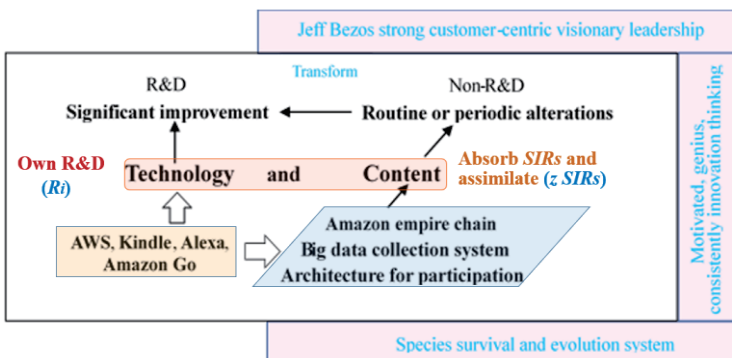 Jeff Bezos strong customer-centric visionary leadership
R&D
Transform
Non-R&D
Significant improvement
Routine or periodic alterations
Own R&D
(Ri)
Technology and Content
Absorb SIRs and
assimilate (z SIRs)
AWS, Kindle, Alexa,
Amazon Go
Amazon empire chain
Big data collection system
Architecture for participation
Motivated, genius,
consistently innovation thinking
Species survival and evolution system